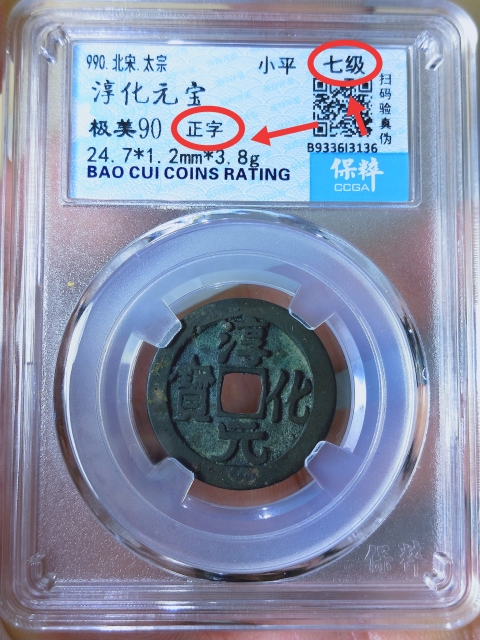 990. 北宋. 太宗
小平 七级
淳化元宝
极美90 正字
24.7*1.2mm*3.8g
BAO CUI COINS RATING
扫码验真伪
B933613136
保粹
CCGA
淳化元寶
保粹